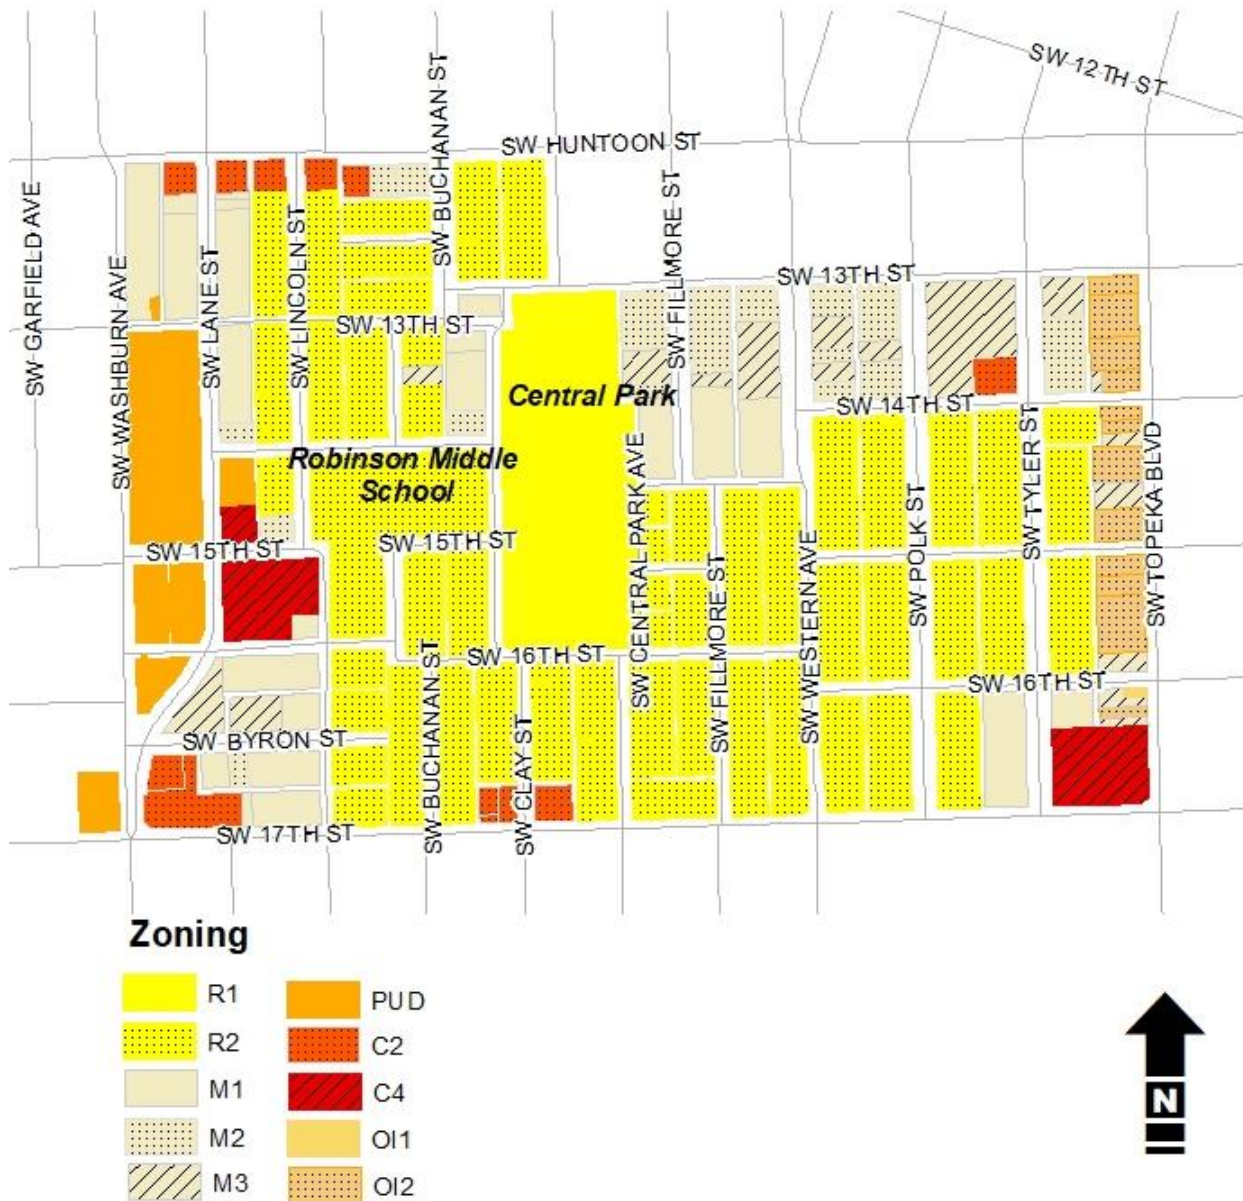 SW 12TH ST
SW HUNTOON ST
SW BUCHANAN ST
SW GARFIELD AVE
SW WASHBURN AVE
SW LANE ST
SW LINCOLN ST
SW FILLMORE ST
SW 13TH ST
SW 13TH ST
Central Park
SW 14TH ST
Robinson Middle
School
SW CENTRAL PARK AVE
SW POLK ST
SW TYLER ST
SW TOPEKA BLVD
SW 15TH ST
SW 15TH ST
SW FILLMORE ST
SW WESTERN AVE
SW 16TH ST
SW 16TH ST
SW BUCHANAN ST
SW CLAY ST
SW BYRON ST
SW 17TH ST
Zoning
R1
PUD
R2
C2
M1
C4
M2
OI1
M3
OI2
N